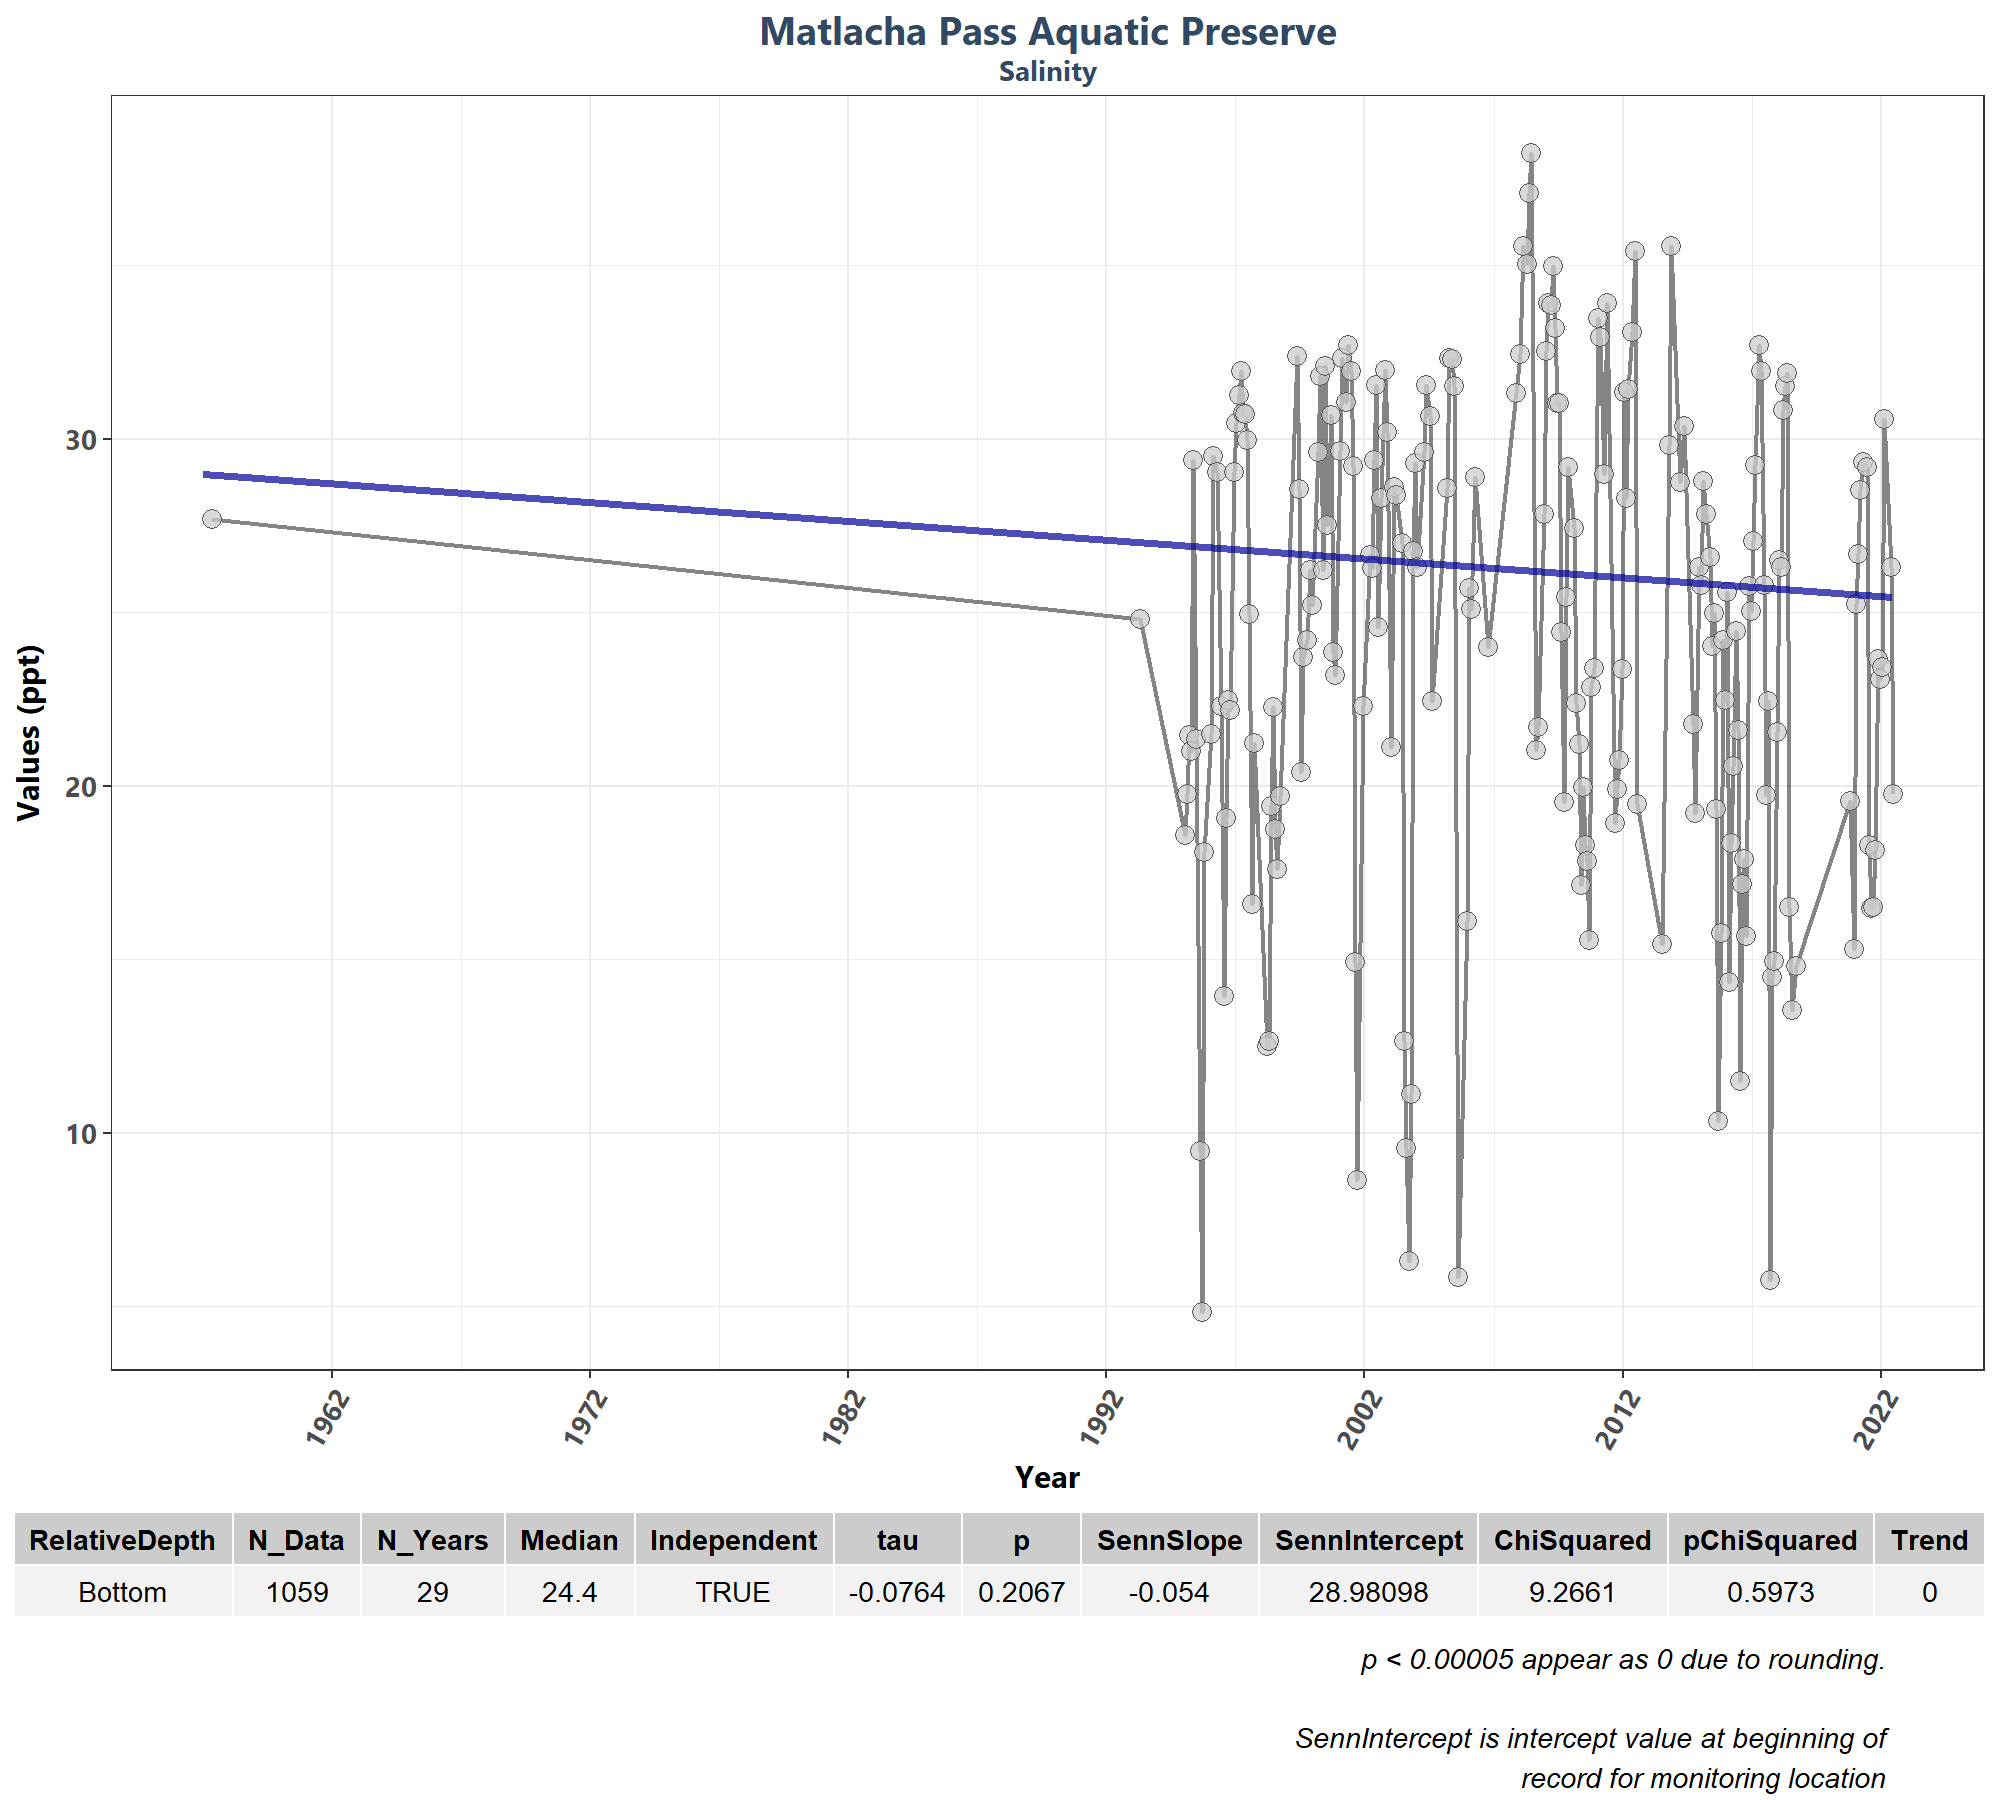 Matlacha Pass Aquatic Preserve
Salinity
Values (ppt)
30
20
10
1962 1972 1982 1992 2002 2012 2022
Year
RelativeDepth N_Data N_Years Median Independent tau p SennSlope SennIntercept ChiSquared pChiSquared Trend
Bottom 1059 29 24.4 TRUE -0.0764 0.2067 -0.054 28.98098 9.2661 0.5973 0
p < 0.00005 appear as 0 due to rounding.
SennIntercept is intercept value at beginning of
record for monitoring location